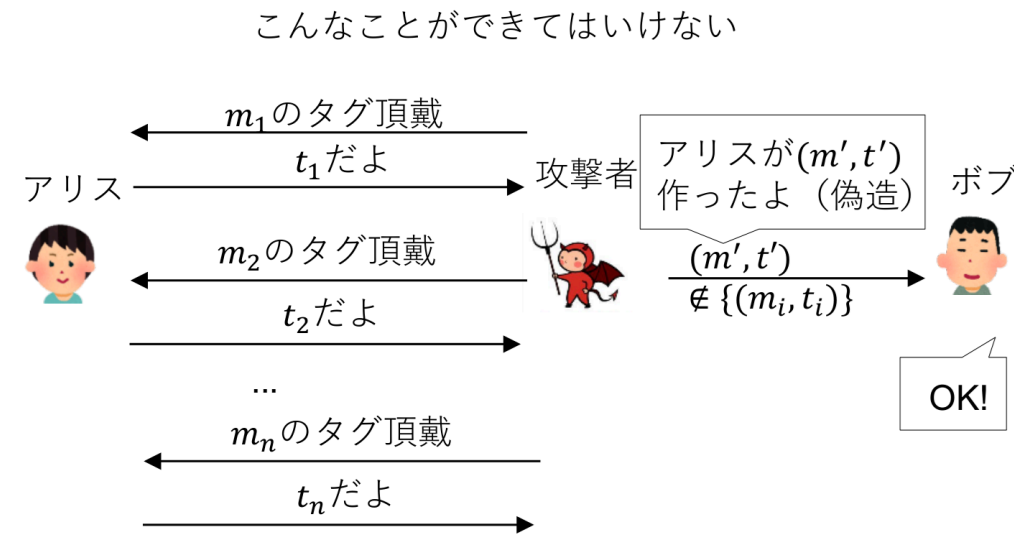 こんなことができてはいけない
m₁のタグ頂戴
t₁だよ
アリス
攻撃者
アリスが(m′, t′)
作ったよ（偽造）
ボブ
m₂のタグ頂戴
(m′, t′)
∉ {(mᵢ, tᵢ)}
t₂だよ
…
OK!
mₙのタグ頂戴
tₙだよ